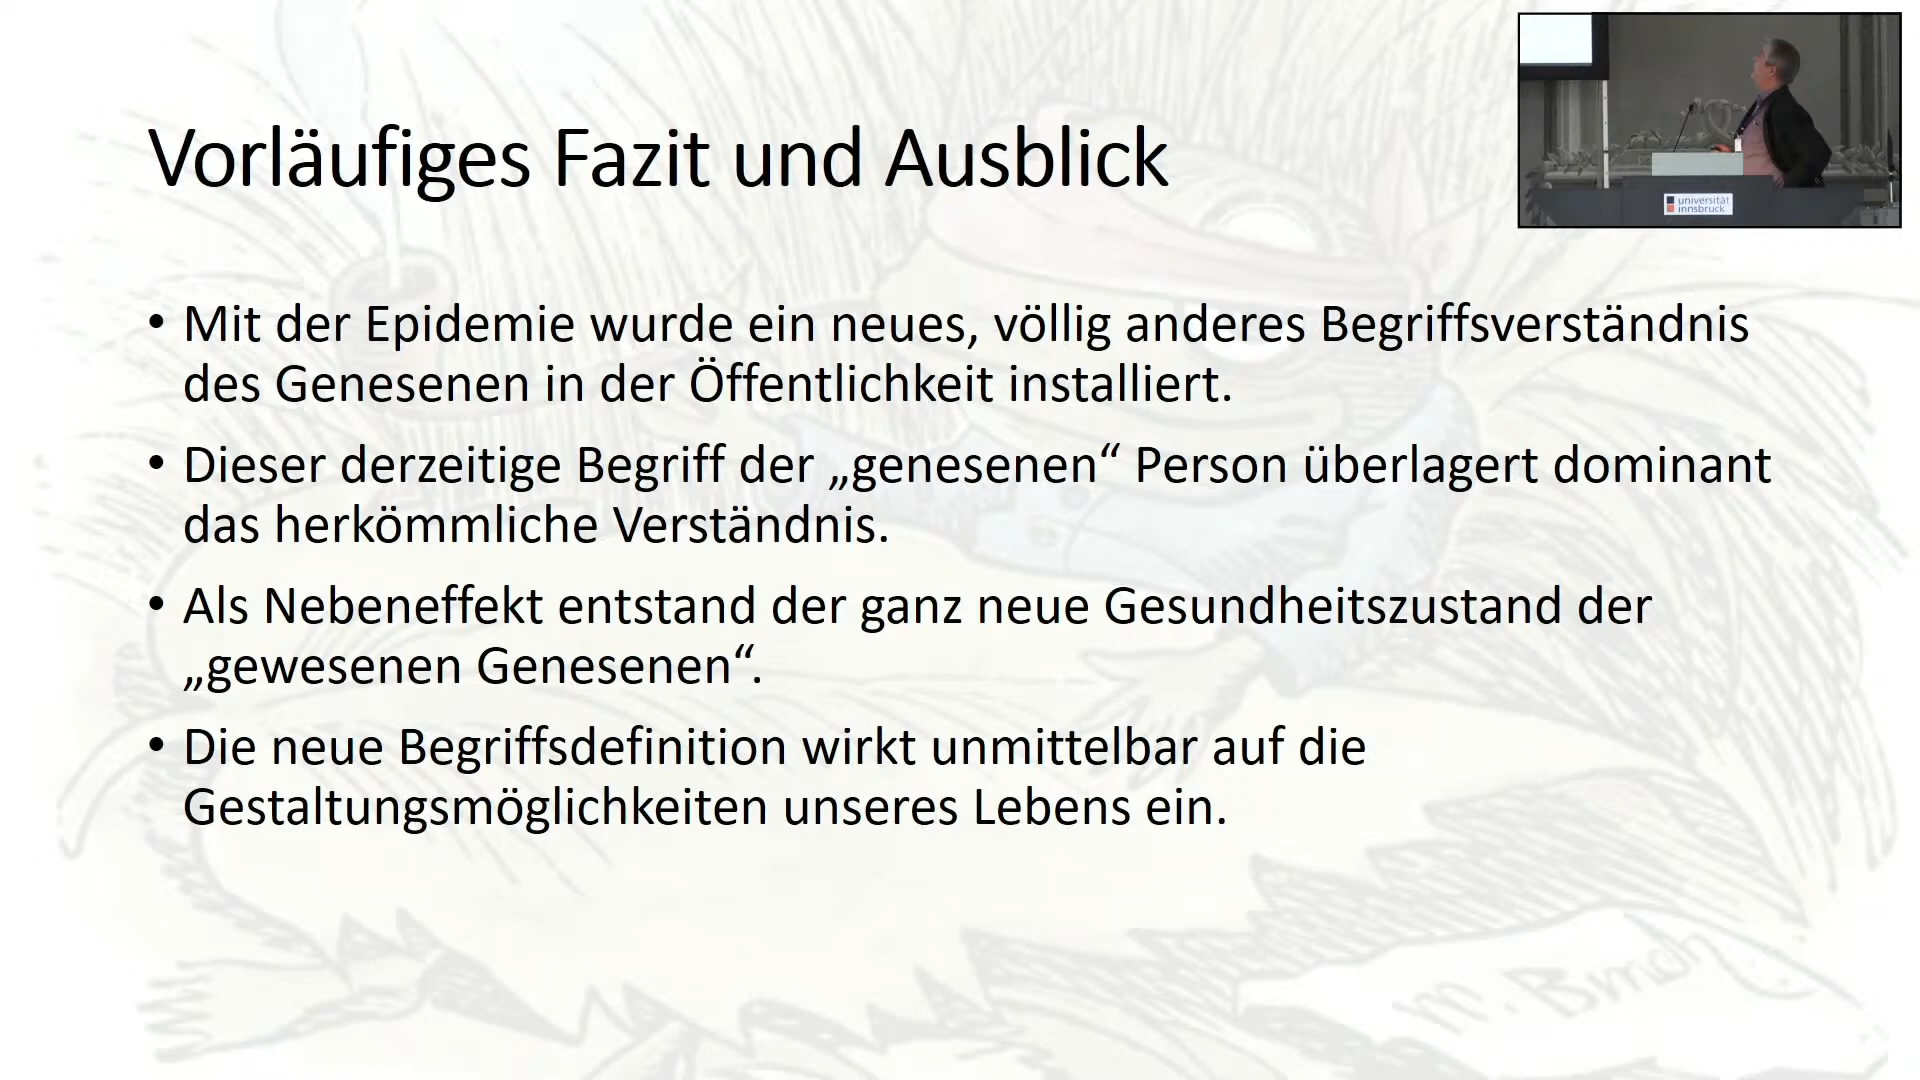 Vorläufiges Fazit und Ausblick
universität
innsbruck
• Mit der Epidemie wurde ein neues, völlig anderes Begriffsverständnis
des Genesenen in der Öffentlichkeit installiert.
• Dieser derzeitige Begriff der „genesenen“ Person überlagert dominant
das herkömmliche Verständnis.
• Als Nebeneffekt entstand der ganz neue Gesundheitszustand der
„gewesenen Genesenen“.
• Die neue Begriffsdefinition wirkt unmittelbar auf die
Gestaltungsmöglichkeiten unseres Lebens ein.